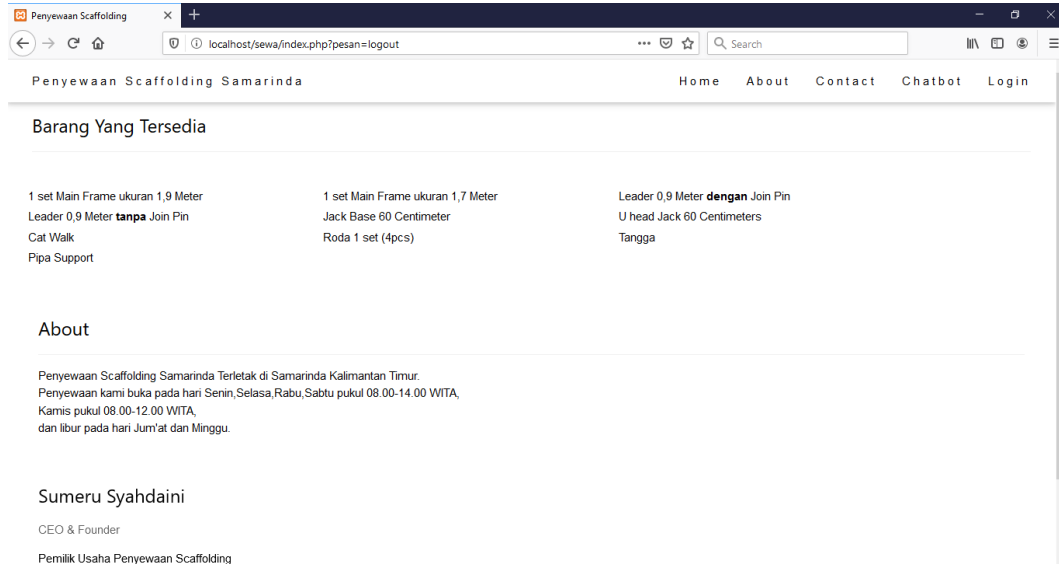 Penyewaan Scaffolding
localhost/sewa/index.php?pesan=logout
Search
Penyewaan Scaffolding Samarinda
Home About Contact Chatbot Login
Barang Yang Tersedia
1 set Main Frame ukuran 1,9 Meter 1 set Main Frame ukuran 1,7 Meter Leader 0,9 Meter dengan Join Pin
Leader 0,9 Meter tanpa Join Pin Jack Base 60 Centimeter U head Jack 60 Centimeters
Cat Walk Roda 1 set (4pcs) Tangga
Pipa Support
About
Penyewaan Scaffolding Samarinda Terletak di Samarinda Kalimantan Timur.
Penyewaan kami buka pada hari Senin,Selasa,Rabu,Sabtu pukul 08.00-14.00 WITA,
Kamis pukul 08.00-12.00 WITA,
dan libur pada hari Jum'at dan Minggu.
Sumeru Syahdaini
CEO & Founder
Pemilik Usaha Penyewaan Scaffolding